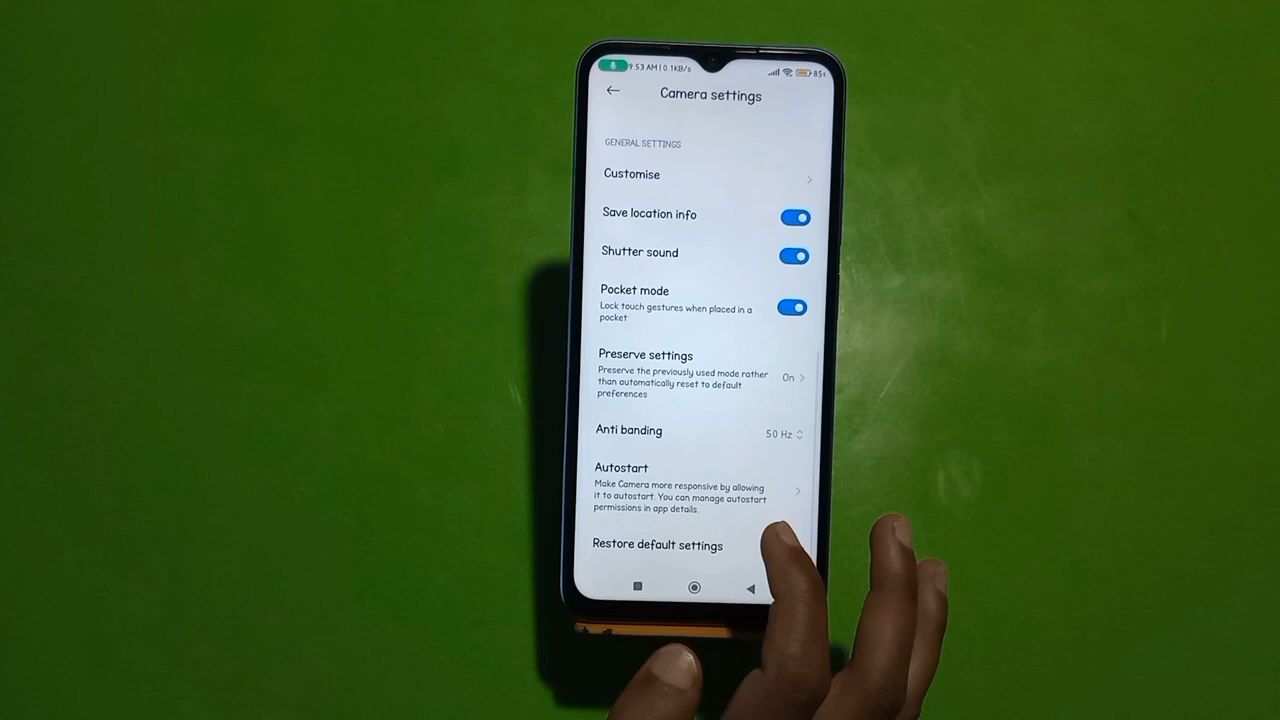 9:53 AM | 0.1KB/s
85
Camera settings
GENERAL SETTINGS
Customise
Save location info
Shutter sound
Pocket mode
Lock touch gestures when placed in a
pocket
Preserve settings
Preserve the previously used mode rather
than automatically reset to default
preferences
On
Anti banding
50 Hz
Autostart
Make Camera more responsive by allowing
it to autostart. You can manage autostart
permissions in app details.
Restore default settings